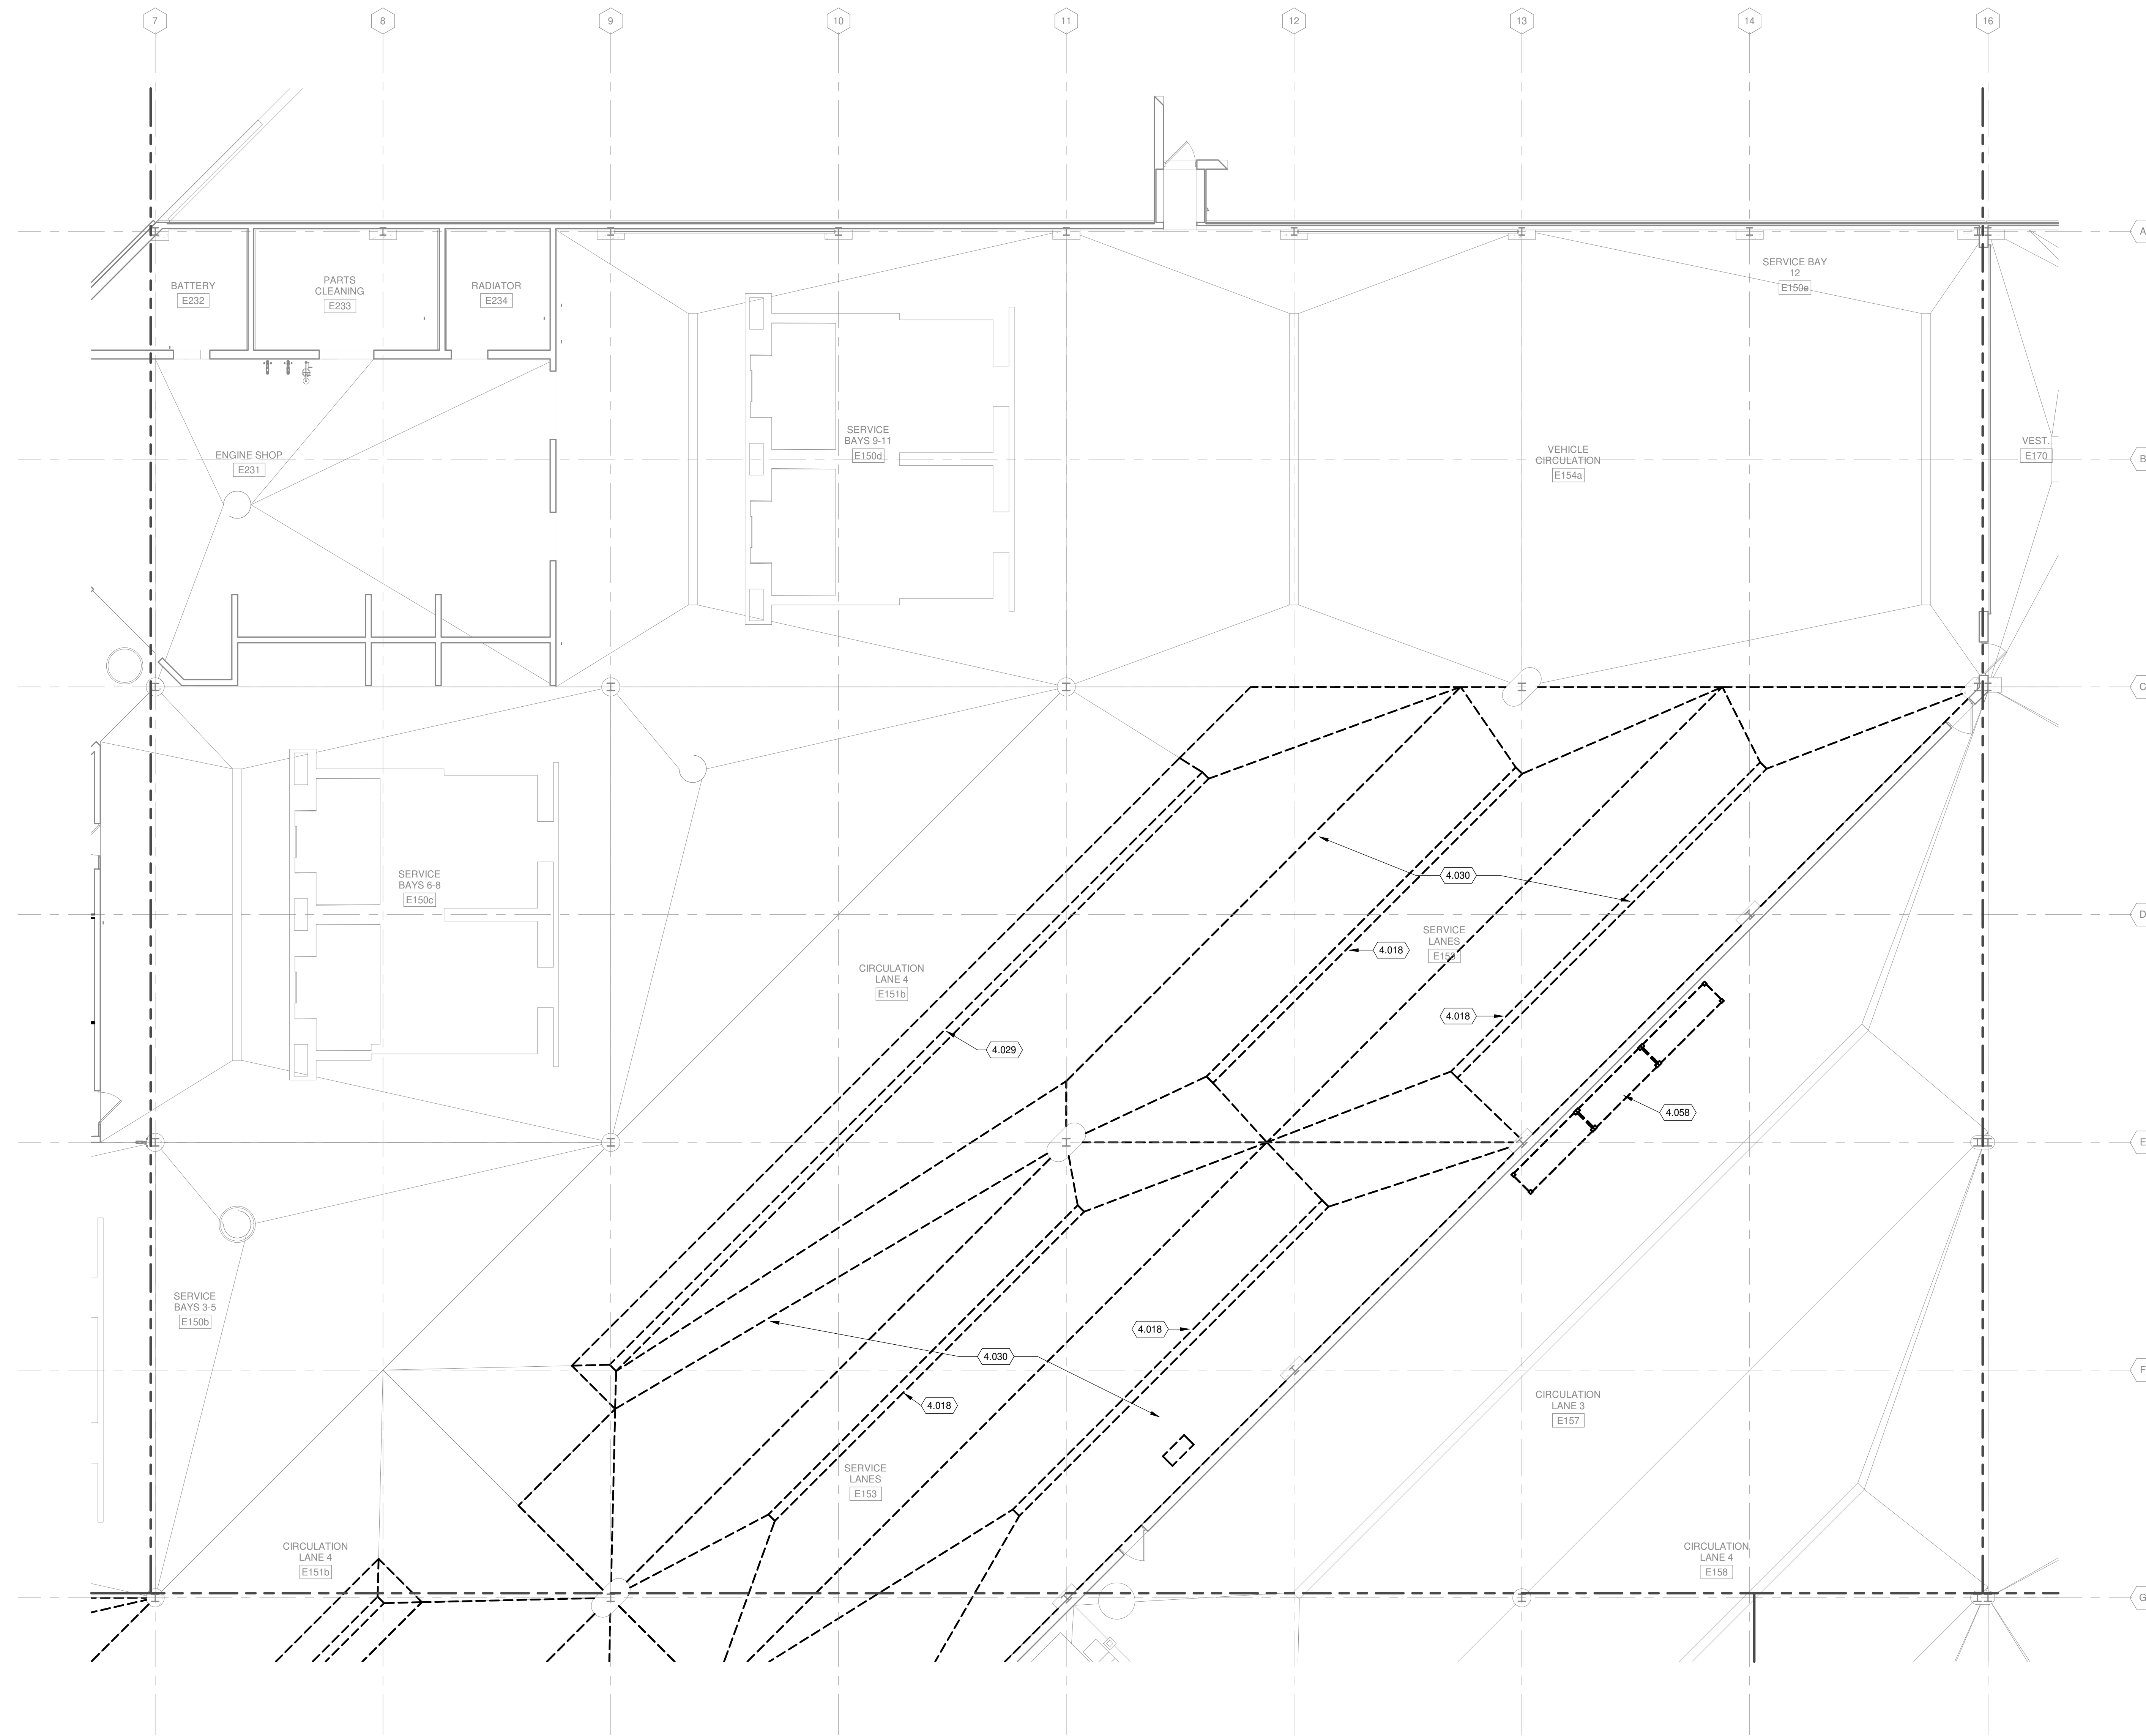 7
8
9
10
11
12
13
14
16
A
SERVICE BAY
12
E150e
BATTERY
E232
PARTS
CLEANING
E233
RADIATOR
E234
SERVICE
BAYS 9-11
E150d
VEHICLE
CIRCULATION
E154a
VEST.
E170
ENGINE SHOP
E231
B
C
SERVICE
BAYS 6-8
E150c
4.030
D
SERVICE
LANES
4.018
CIRCULATION
LANE 4
E151b
4.018
4.029
4.058
E
SERVICE
BAYS 3-5
E150b
4.018
4.030
F
4.018
CIRCULATION
LANE 3
E157
SERVICE
LANES
E153
CIRCULATION
LANE 4
E151b
CIRCULATION
LANE 4
E158
G